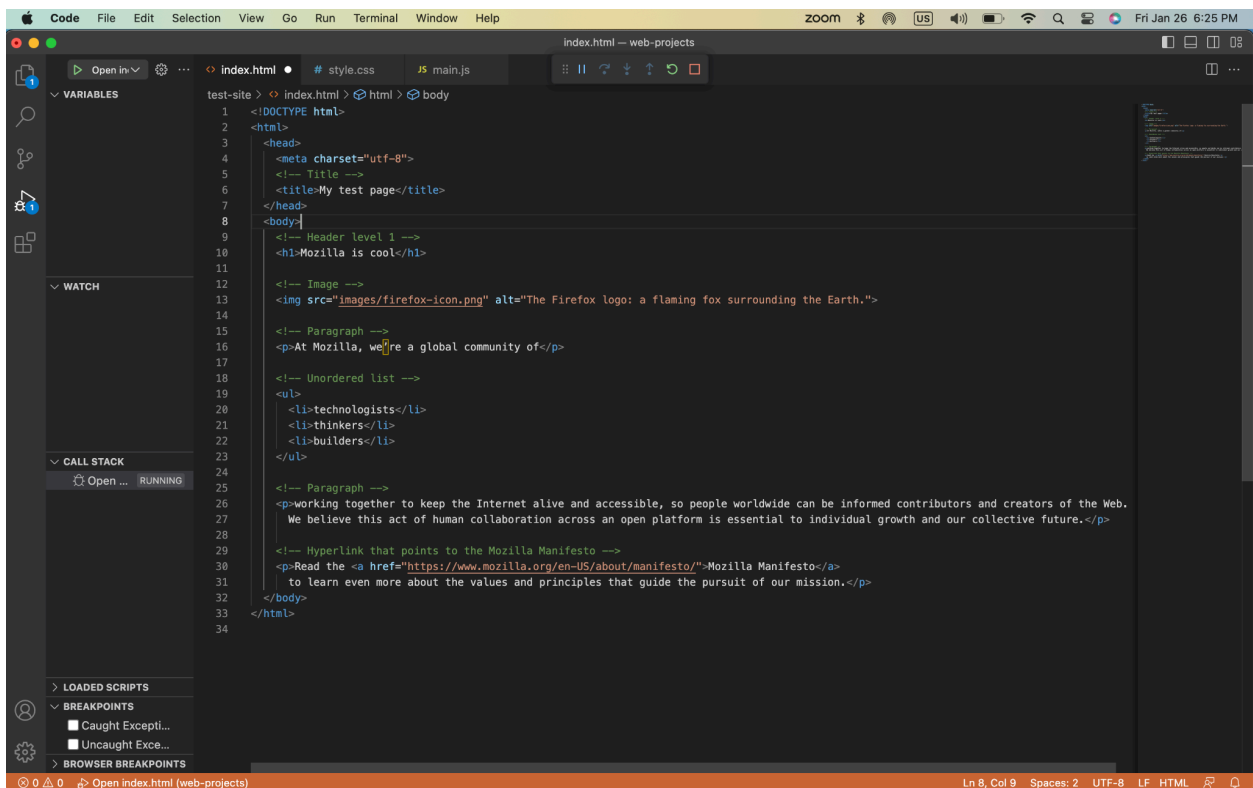 Code File Edit Selection View Go Run Terminal Window Help zoom US Fri Jan 26 6:25 PM
index.html — web-projects
1 Open in index.html # style.css JS main.js
VARIABLES
test-site > index.html > html > body
1 <!DOCTYPE html>
2 <html>
3 <head>
4 <meta charset="utf-8">
5 <!-- Title -->
6 <title>My test page</title>
7 </head>
8 <body>
9 <!-- Header level 1 -->
10 <h1>Mozilla is cool</h1>
11
12 <!-- Image -->
13 <img src="images/firefox-icon.png" alt="The Firefox logo: a flaming fox surrounding the Earth.">
14
15 <!-- Paragraph -->
16 <p>At Mozilla, we’re a global community of</p>
17
18 <!-- Unordered list -->
19 <ul>
20 <li>technologists</li>
21 <li>thinkers</li>
22 <li>builders</li>
23 </ul>
24
25 <!-- Paragraph -->
26 <p>working together to keep the Internet alive and accessible, so people worldwide can be informed contributors and creators of the Web.
27 We believe this act of human collaboration across an open platform is essential to individual growth and our collective future.</p>
28
29 <!-- Hyperlink that points to the Mozilla Manifesto -->
30 <p>Read the <a href="https://www.mozilla.org/en-US/about/manifesto/">Mozilla Manifesto</a>
31 to learn even more about the values and principles that guide the pursuit of our mission.</p>
32 </body>
33 </html>
34
1
WATCH
CALL STACK
Open ... RUNNING
LOADED SCRIPTS
BREAKPOINTS
Caught Excepti...
Uncaught Exce...
BROWSER BREAKPOINTS
0 0 Open index.html (web-projects) Ln 8, Col 9 Spaces: 2 UTF-8 LF HTML